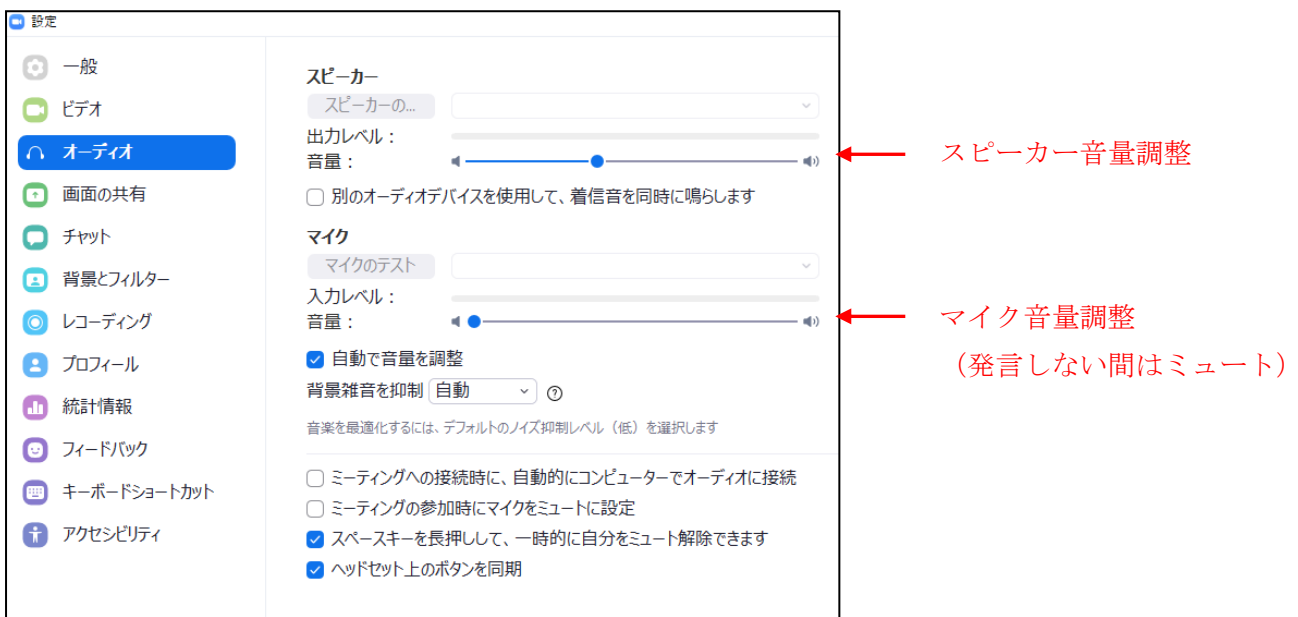 設定
一般
ビデオ
オーディオ
画面の共有
チャット
背景とフィルター
レコーディング
プロフィール
統計情報
フィードバック
キーボードショートカット
アクセシビリティ
スピーカー
スピーカーの...
出力レベル：
音量：
別のオーディオデバイスを使用して、着信音を同時に鳴らします
マイク
マイクのテスト
入力レベル：
音量：
自動で音量を調整
背景雑音を抑制 自動
音楽を最適化するには、デフォルトのノイズ抑制レベル（低）を選択します
ミーティングへの接続時に、自動的にコンピューターでオーディオに接続
ミーティングの参加時にマイクをミュートに設定
スペースキーを長押しして、一時的に自分をミュート解除できます
ヘッドセット上のボタンを同期
スピーカー音量調整
マイク音量調整
（発言しない間はミュート）